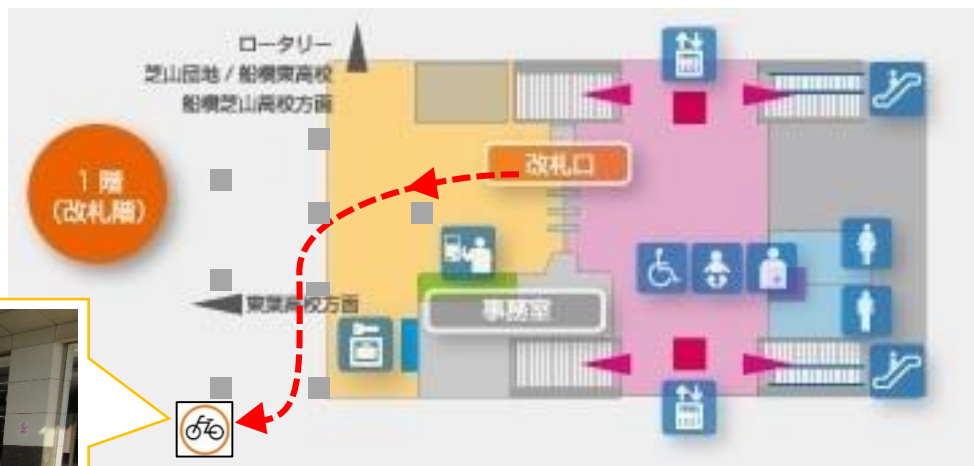 ロータリー
芝山団地 / 船橋東高校
船橋芝山高校方面
1 階
（改札階）
改札口
東葉高校方面
事務室